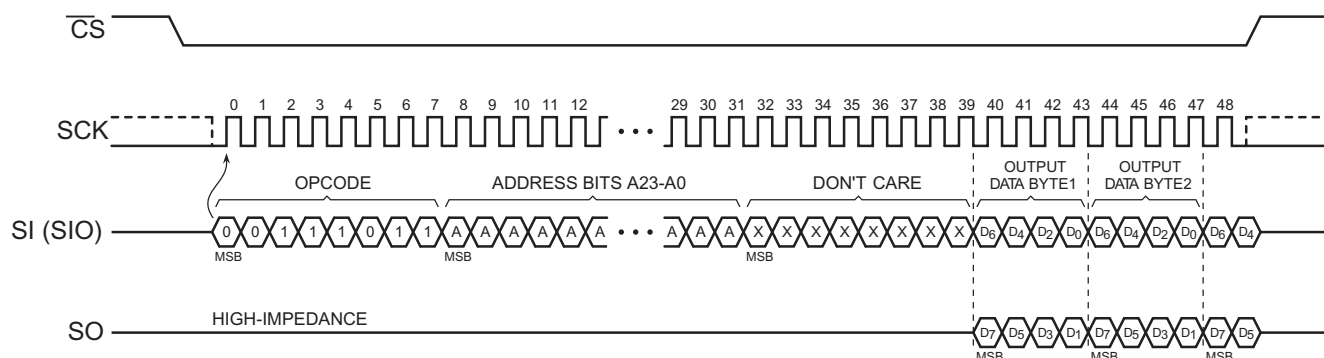 CS
0 1 2 3 4 5 6 7 8 9 10 11 12 29 30 31 32 33 34 35 36 37 38 39 40 41 42 43 44 45 46 47 48
SCK
OPCODE ADDRESS BITS A23-A0 DON'T CARE OUTPUT DATA BYTE1 OUTPUT DATA BYTE2
SI (SIO) 0 0 1 1 1 0 1 1 A A A A A A A A A X X X X X X X X D6 D4 D2 D0 D6 D4 D2 D0 D6 D4
MSB MSB MSB
HIGH-IMPEDANCE
SO D7 D5 D3 D1 D7 D5 D3 D1 D7 D5
MSB MSB MSB